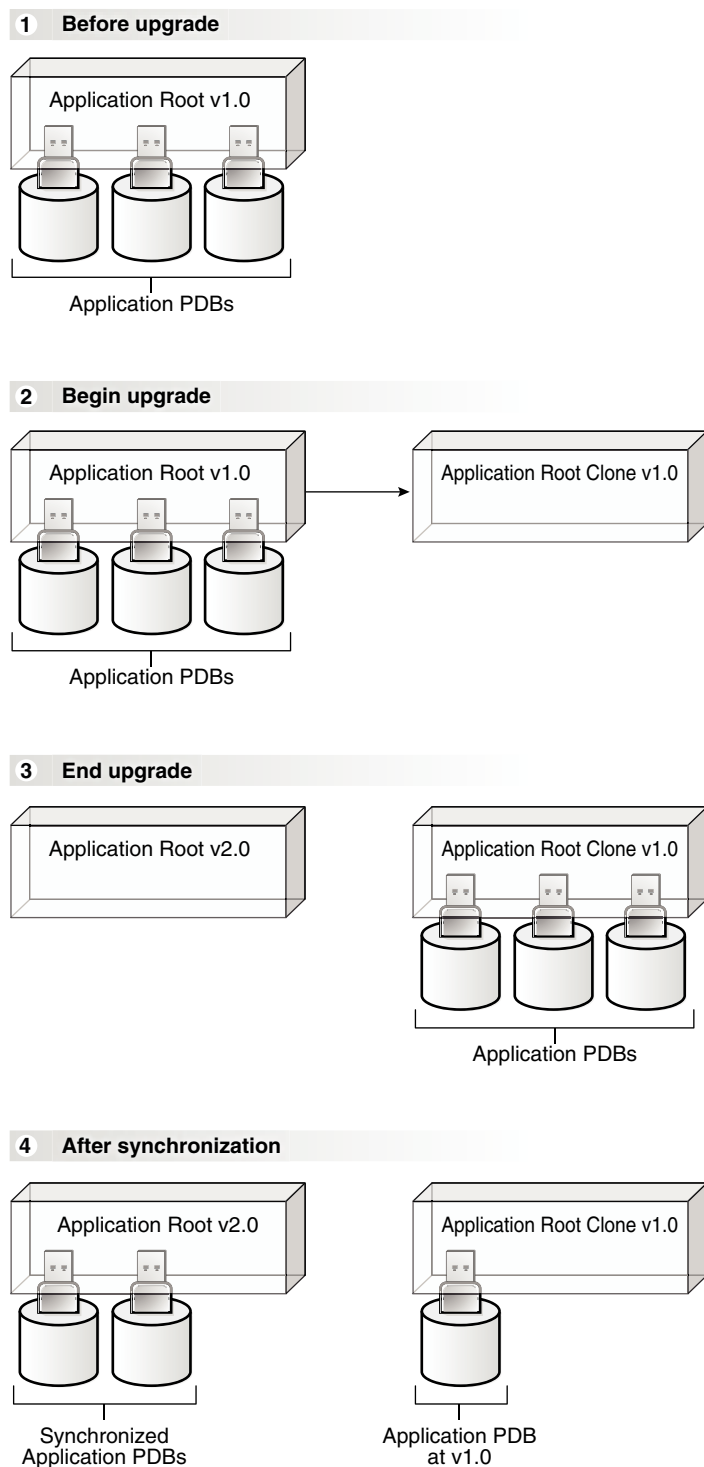 1 Before upgrade
Application Root v1.0
Application PDBs
2 Begin upgrade
Application Root v1.0
Application Root Clone v1.0
Application PDBs
3 End upgrade
Application Root v2.0
Application Root Clone v1.0
Application PDBs
4 After synchronization
Application Root v2.0
Application Root Clone v1.0
Synchronized
Application PDBs
Application PDB
at v1.0